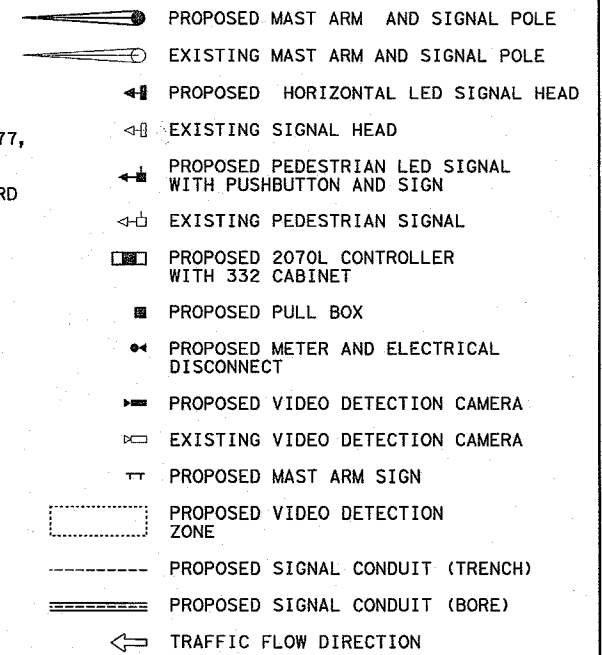 PROPOSED MAST ARM AND SIGNAL POLE
EXISTING MAST ARM AND SIGNAL POLE
PROPOSED HORIZONTAL LED SIGNAL HEAD
EXISTING SIGNAL HEAD
77,
PROPOSED PEDESTRIAN LED SIGNAL
WITH PUSHBUTTON AND SIGN
RD
EXISTING PEDESTRIAN SIGNAL
PROPOSED 2070L CONTROLLER
WITH 332 CABINET
PROPOSED PULL BOX
PROPOSED METER AND ELECTRICAL
DISCONNECT
PROPOSED VIDEO DETECTION CAMERA
EXISTING VIDEO DETECTION CAMERA
PROPOSED MAST ARM SIGN
PROPOSED VIDEO DETECTION
ZONE
PROPOSED SIGNAL CONDUIT (TRENCH)
PROPOSED SIGNAL CONDUIT (BORE)
TRAFFIC FLOW DIRECTION